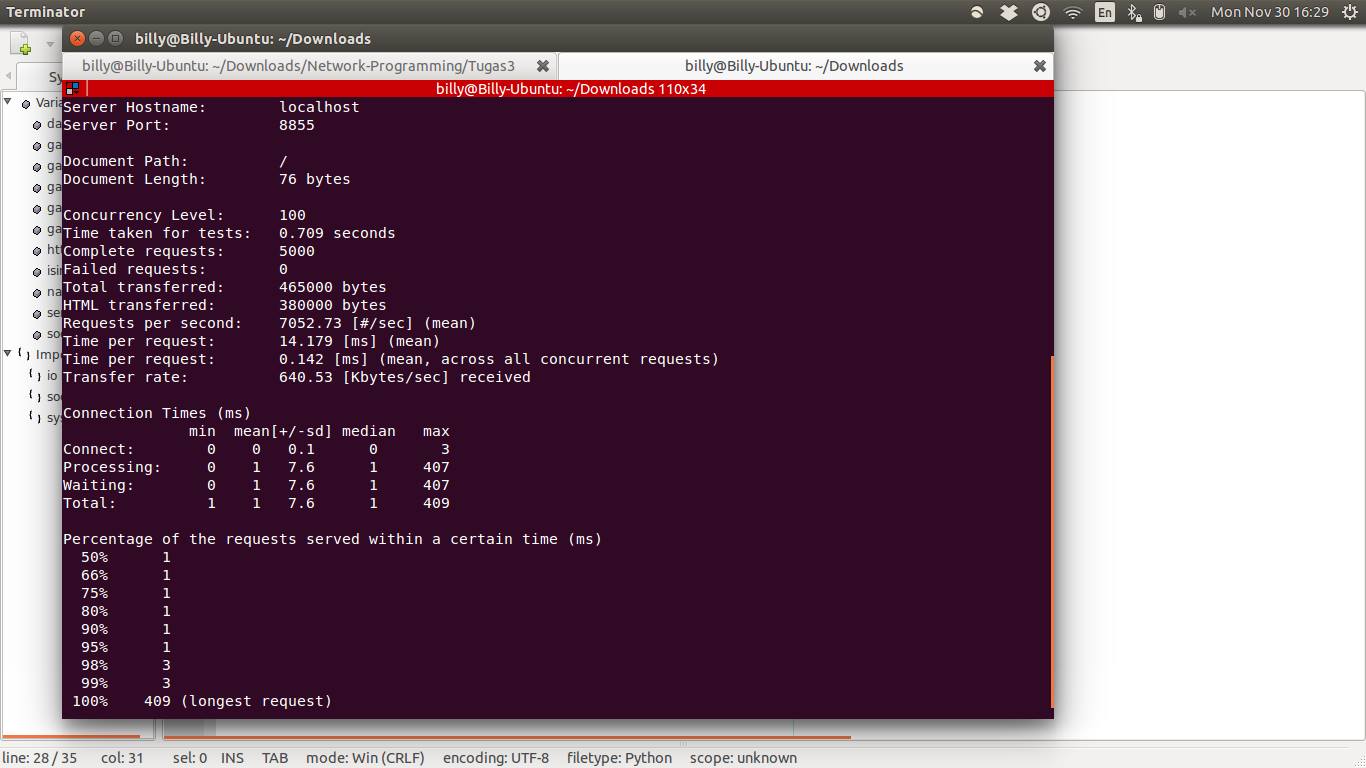 Terminator
En
Mon Nov 30 16:29
billy@Billy-Ubuntu: ~/Downloads
billy@Billy-Ubuntu: ~/Downloads/Network-Programming/Tugas3
billy@Billy-Ubuntu: ~/Downloads
billy@Billy-Ubuntu: ~/Downloads 110x34
Server Hostname:        localhost
Server Port:            8855
Document Path:          /
Document Length:        76 bytes
Concurrency Level:      100
Time taken for tests:   0.709 seconds
Complete requests:      5000
Failed requests:        0
Total transferred:      465000 bytes
HTML transferred:       380000 bytes
Requests per second:    7052.73 [#/sec] (mean)
Time per request:       14.179 [ms] (mean)
Time per request:       0.142 [ms] (mean, across all concurrent requests)
Transfer rate:          640.53 [Kbytes/sec] received
Connection Times (ms)
              min  mean[+/-sd] median   max
Connect:        0    0   0.1      0       3
Processing:     0    1   7.6      1     407
Waiting:        0    1   7.6      1     407
Total:          1    1   7.6      1     409
Percentage of the requests served within a certain time (ms)
  50%      1
  66%      1
  75%      1
  80%      1
  90%      1
  95%      1
  98%      3
  99%      3
 100%    409 (longest request)
Sy
Varia
da
ga
ga
ga
ga
ga
htt
isin
na
se
so
Impo
io
so
sys
line: 28 / 35 col: 31 sel: 0 INS TAB mode: Win (CRLF) encoding: UTF-8 filetype: Python scope: unknown